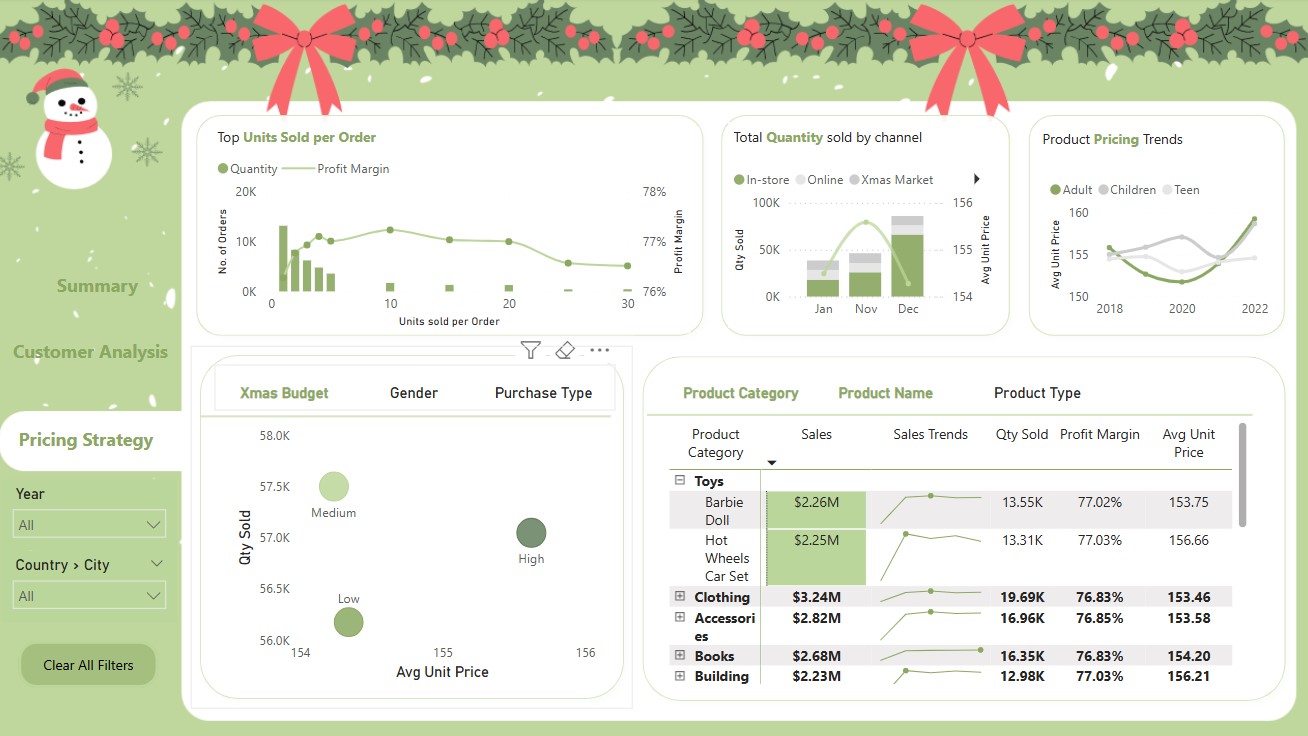 Top Units Sold per Order
Quantity Profit Margin
20K
10K
0K
78%
77%
76%
No. of Orders
Profit Margin
0 10 20 30
Units sold per Order
Total Quantity sold by channel
In-store Online Xmas Market
100K
50K
0K
156
155
154
Qty Sold
Avg Unit Price
Jan Nov Dec
Product Pricing Trends
Adult Children Teen
160
155
150
Avg Unit Price
2018 2020 2022
Summary
Customer Analysis
Pricing Strategy
Year
All
Country > City
All
Clear All Filters
Xmas Budget Gender Purchase Type
58.0K
57.5K
57.0K
56.5K
56.0K
Qty Sold
Medium
High
Low
154 155 156
Avg Unit Price
Product Category Product Name Product Type
Product Category Sales Sales Trends Qty Sold Profit Margin Avg Unit Price
Toys
Barbie Doll $2.26M 13.55K 77.02% 153.75
Hot Wheels Car Set $2.25M 13.31K 77.03% 156.66
Clothing $3.24M 19.69K 76.83% 153.46
Accessories $2.82M 16.96K 76.85% 153.58
Books $2.68M 16.35K 76.83% 154.20
Building $2.23M 12.98K 77.03% 156.21